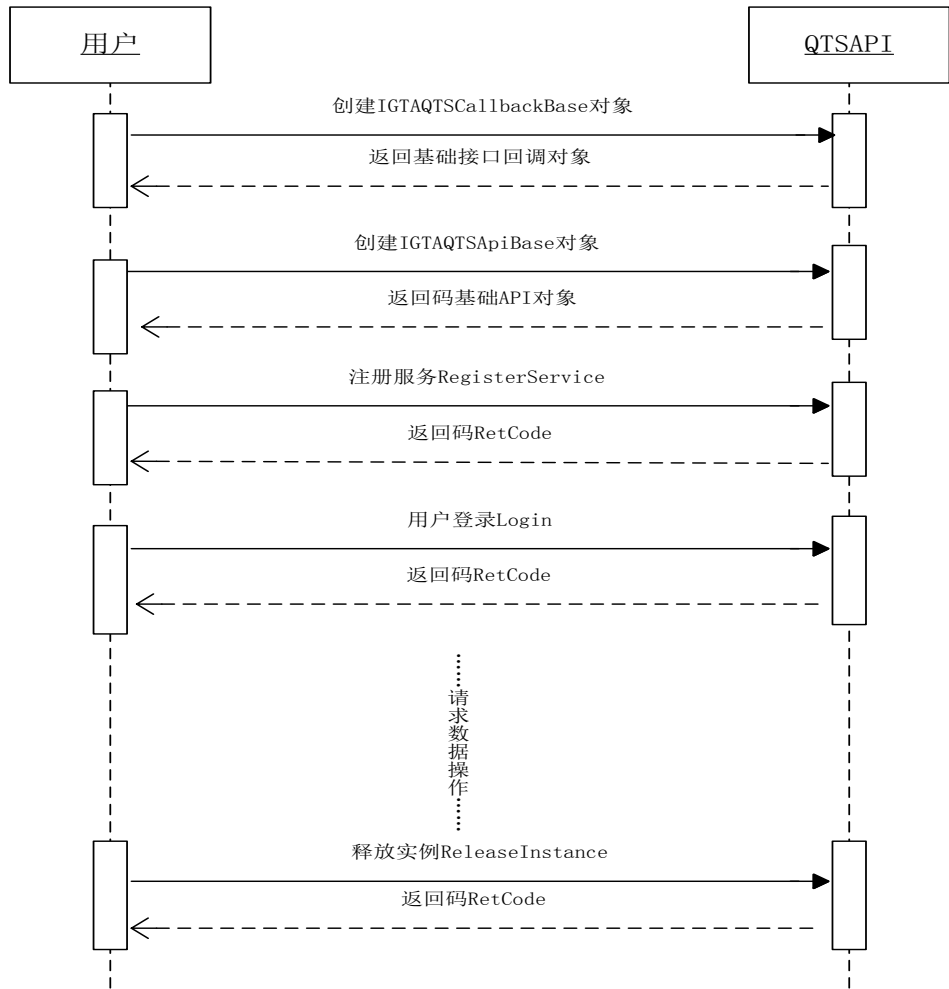 用户
QTSAPI
创建IGTAQTSCallbackBase对象
返回基础接口回调对象
创建IGTAQTSApiBase对象
返回码基础API对象
注册服务RegisterService
返回码RetCode
用户登录Login
返回码RetCode
……请求数据操作……
释放实例ReleaseInstance
返回码RetCode